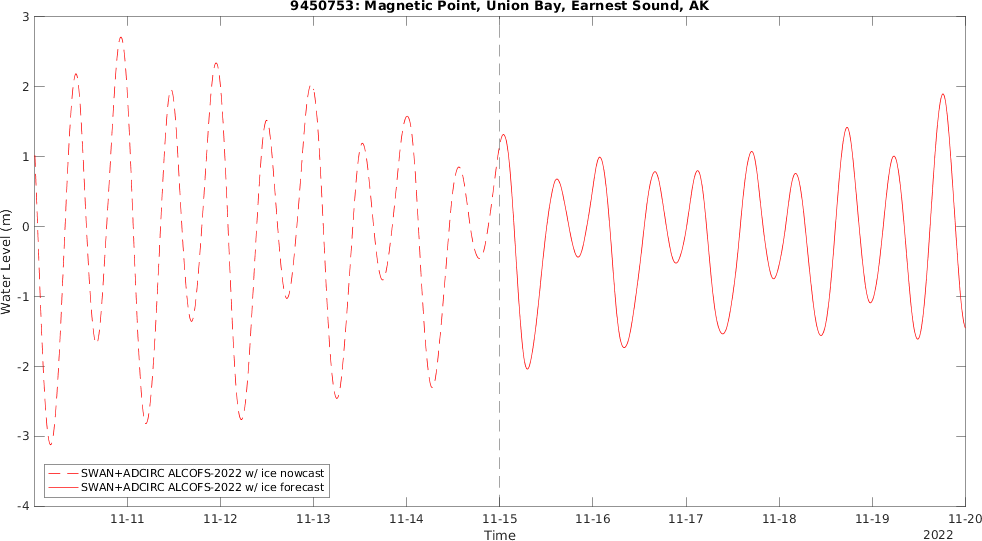 9450753: Magnetic Point, Union Bay, Earnest Sound, AK
3
2
1
0
-1
-2
-3
-4
Water Level (m)
SWAN+ADCIRC ALCOFS-2022 w/ ice nowcast
SWAN+ADCIRC ALCOFS-2022 w/ ice forecast
11-11 11-12 11-13 11-14 11-15 11-16 11-17 11-18 11-19 11-20
Time
2022